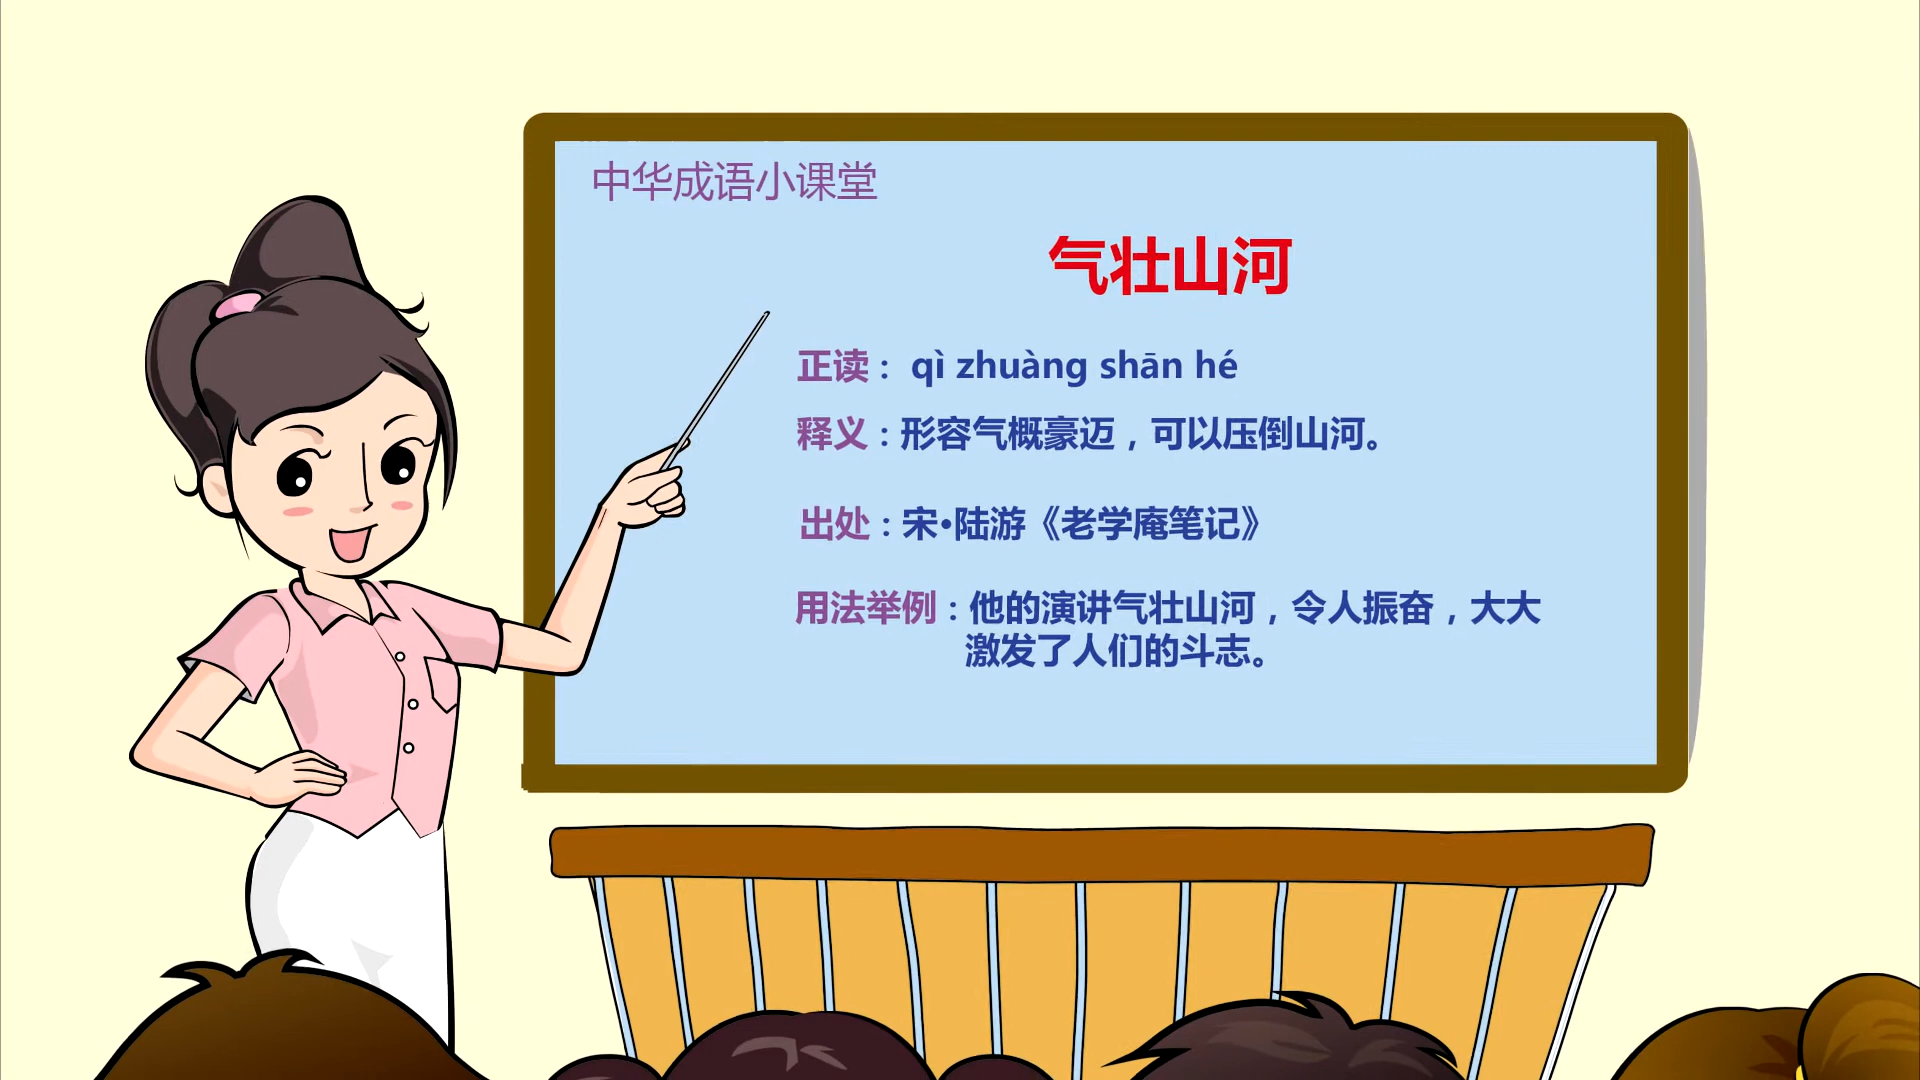 中华成语小课堂
气壮山河
正读： qì zhuàng shān hé
释义：形容气概豪迈，可以压倒山河。
出处：宋•陆游《老学庵笔记》
用法举例：他的演讲气壮山河，令人振奋，大大
激发了人们的斗志。